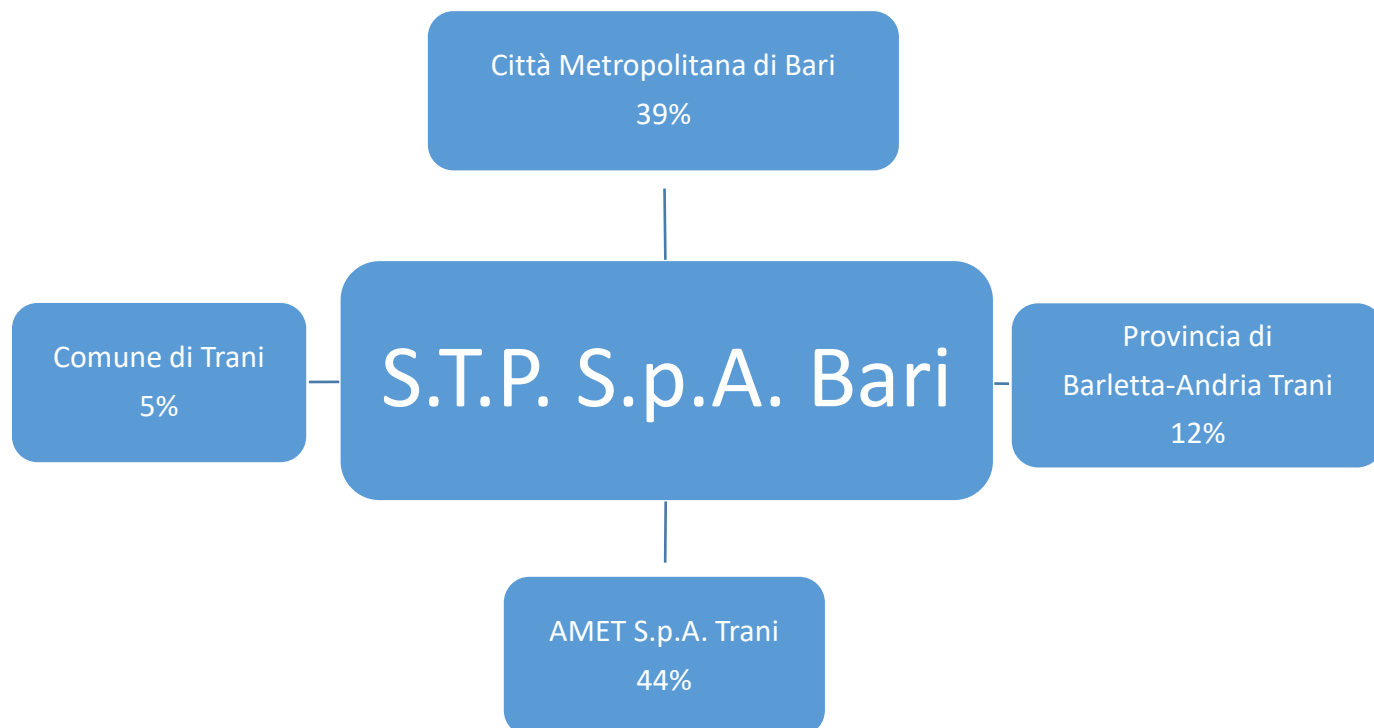 Città Metropolitana di Bari
39%
Comune di Trani
5%
S.T.P. S.p.A. Bari
Provincia di
Barletta-Andria Trani
12%
AMET S.p.A. Trani
44%